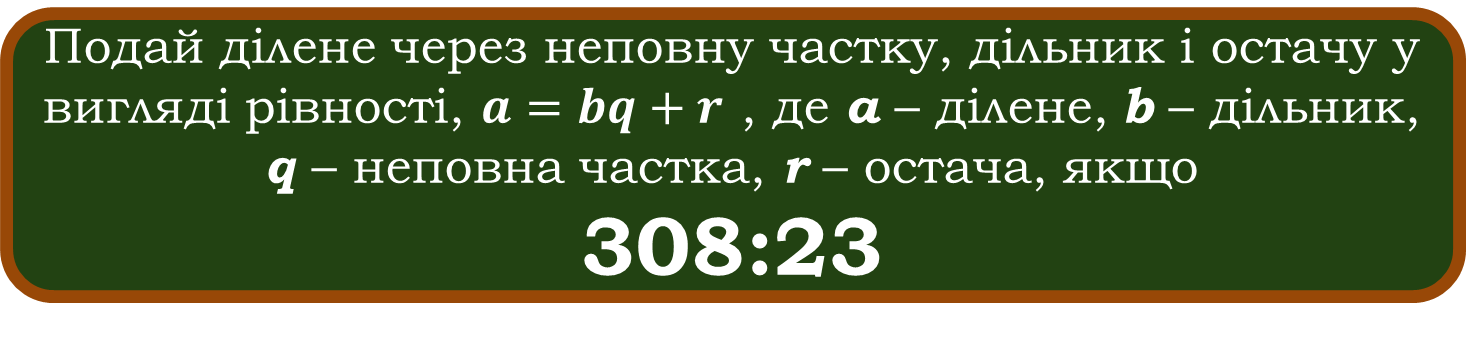 Подай ділене через неповну частку, дільник і остачу у
вигляді рівності, a = bq + r , де a – ділене, b – дільник,
q – неповна частка, r – остача, якщо
308:23